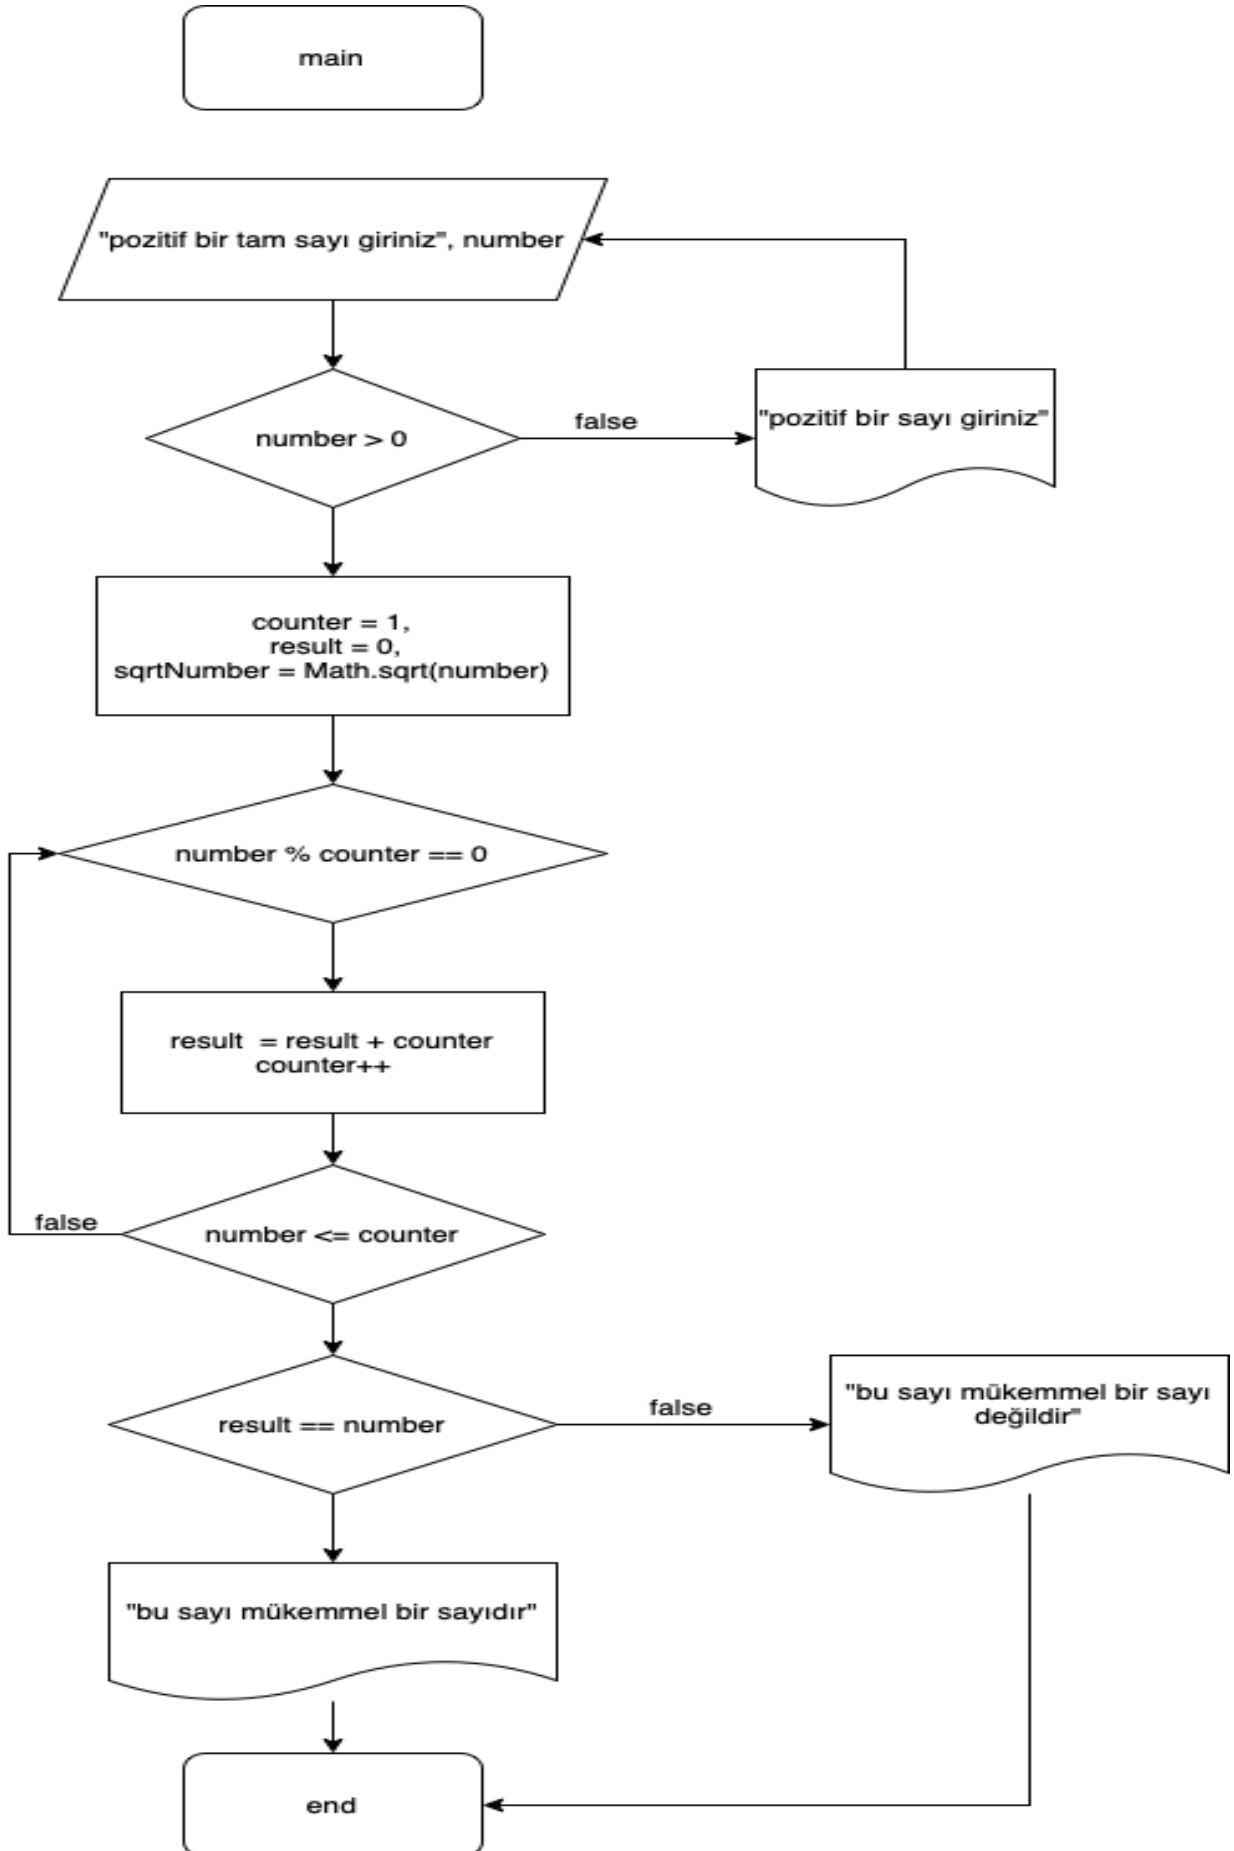 main
"pozitif bir tam sayı giriniz", number
number > 0
false
"pozitif bir sayı giriniz"
counter = 1,
result = 0,
sqrtNumber = Math.sqrt(number)
number % counter == 0
result  = result + counter
counter++
number <= counter
false
result == number
false
"bu sayı mükemmel bir sayı
değildir"
"bu sayı mükemmel bir sayıdır"
end